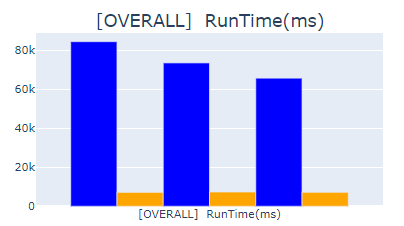 [OVERALL] RunTime(ms)
80k
60k
40k
20k
0
[OVERALL] RunTime(ms)